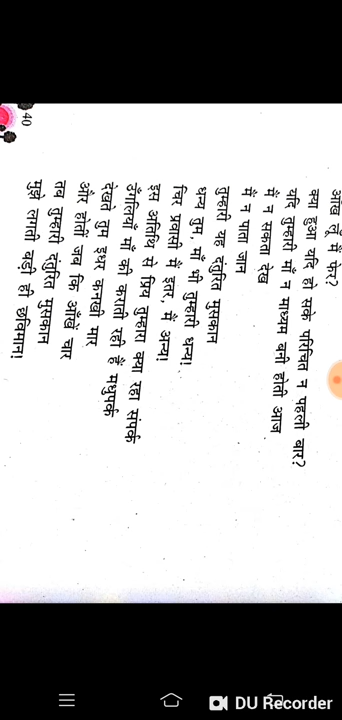 आँख लूँ मैं फेर?
क्या हुआ यदि हो सके परिचित न पहली बार?
यदि तुम्हारी माँ न माध्यम बनी होती आज
मैं न सकता देख
मैं न पाता जान
तुम्हारी यह दंतुरित मुसकान
धन्य तुम, माँ भी तुम्हारी धन्य!
चिर प्रवासी मैं इतर, मैं अन्य!
इस अतिथि से प्रिय तुम्हारा क्या रहा संपर्क
उँगलियाँ माँ की कराती रही हैं मधुपर्क
देखते तुम इधर कनखी मार
और होतीं जब कि आँखें चार
तब तुम्हारी दंतुरित मुसकान
मुझे लगती बड़ी ही छविमान!
40
DU Recorder